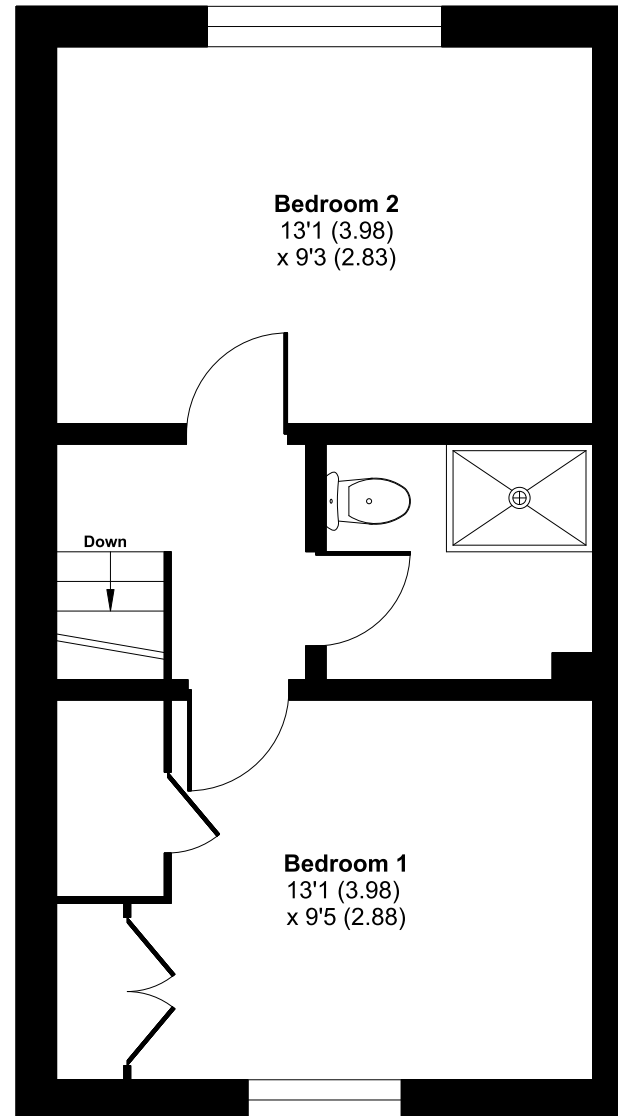 Bedroom 2
13'1 (3.98)
x 9'3 (2.83)
Down
Bedroom 1
13'1 (3.98)
x 9'5 (2.88)